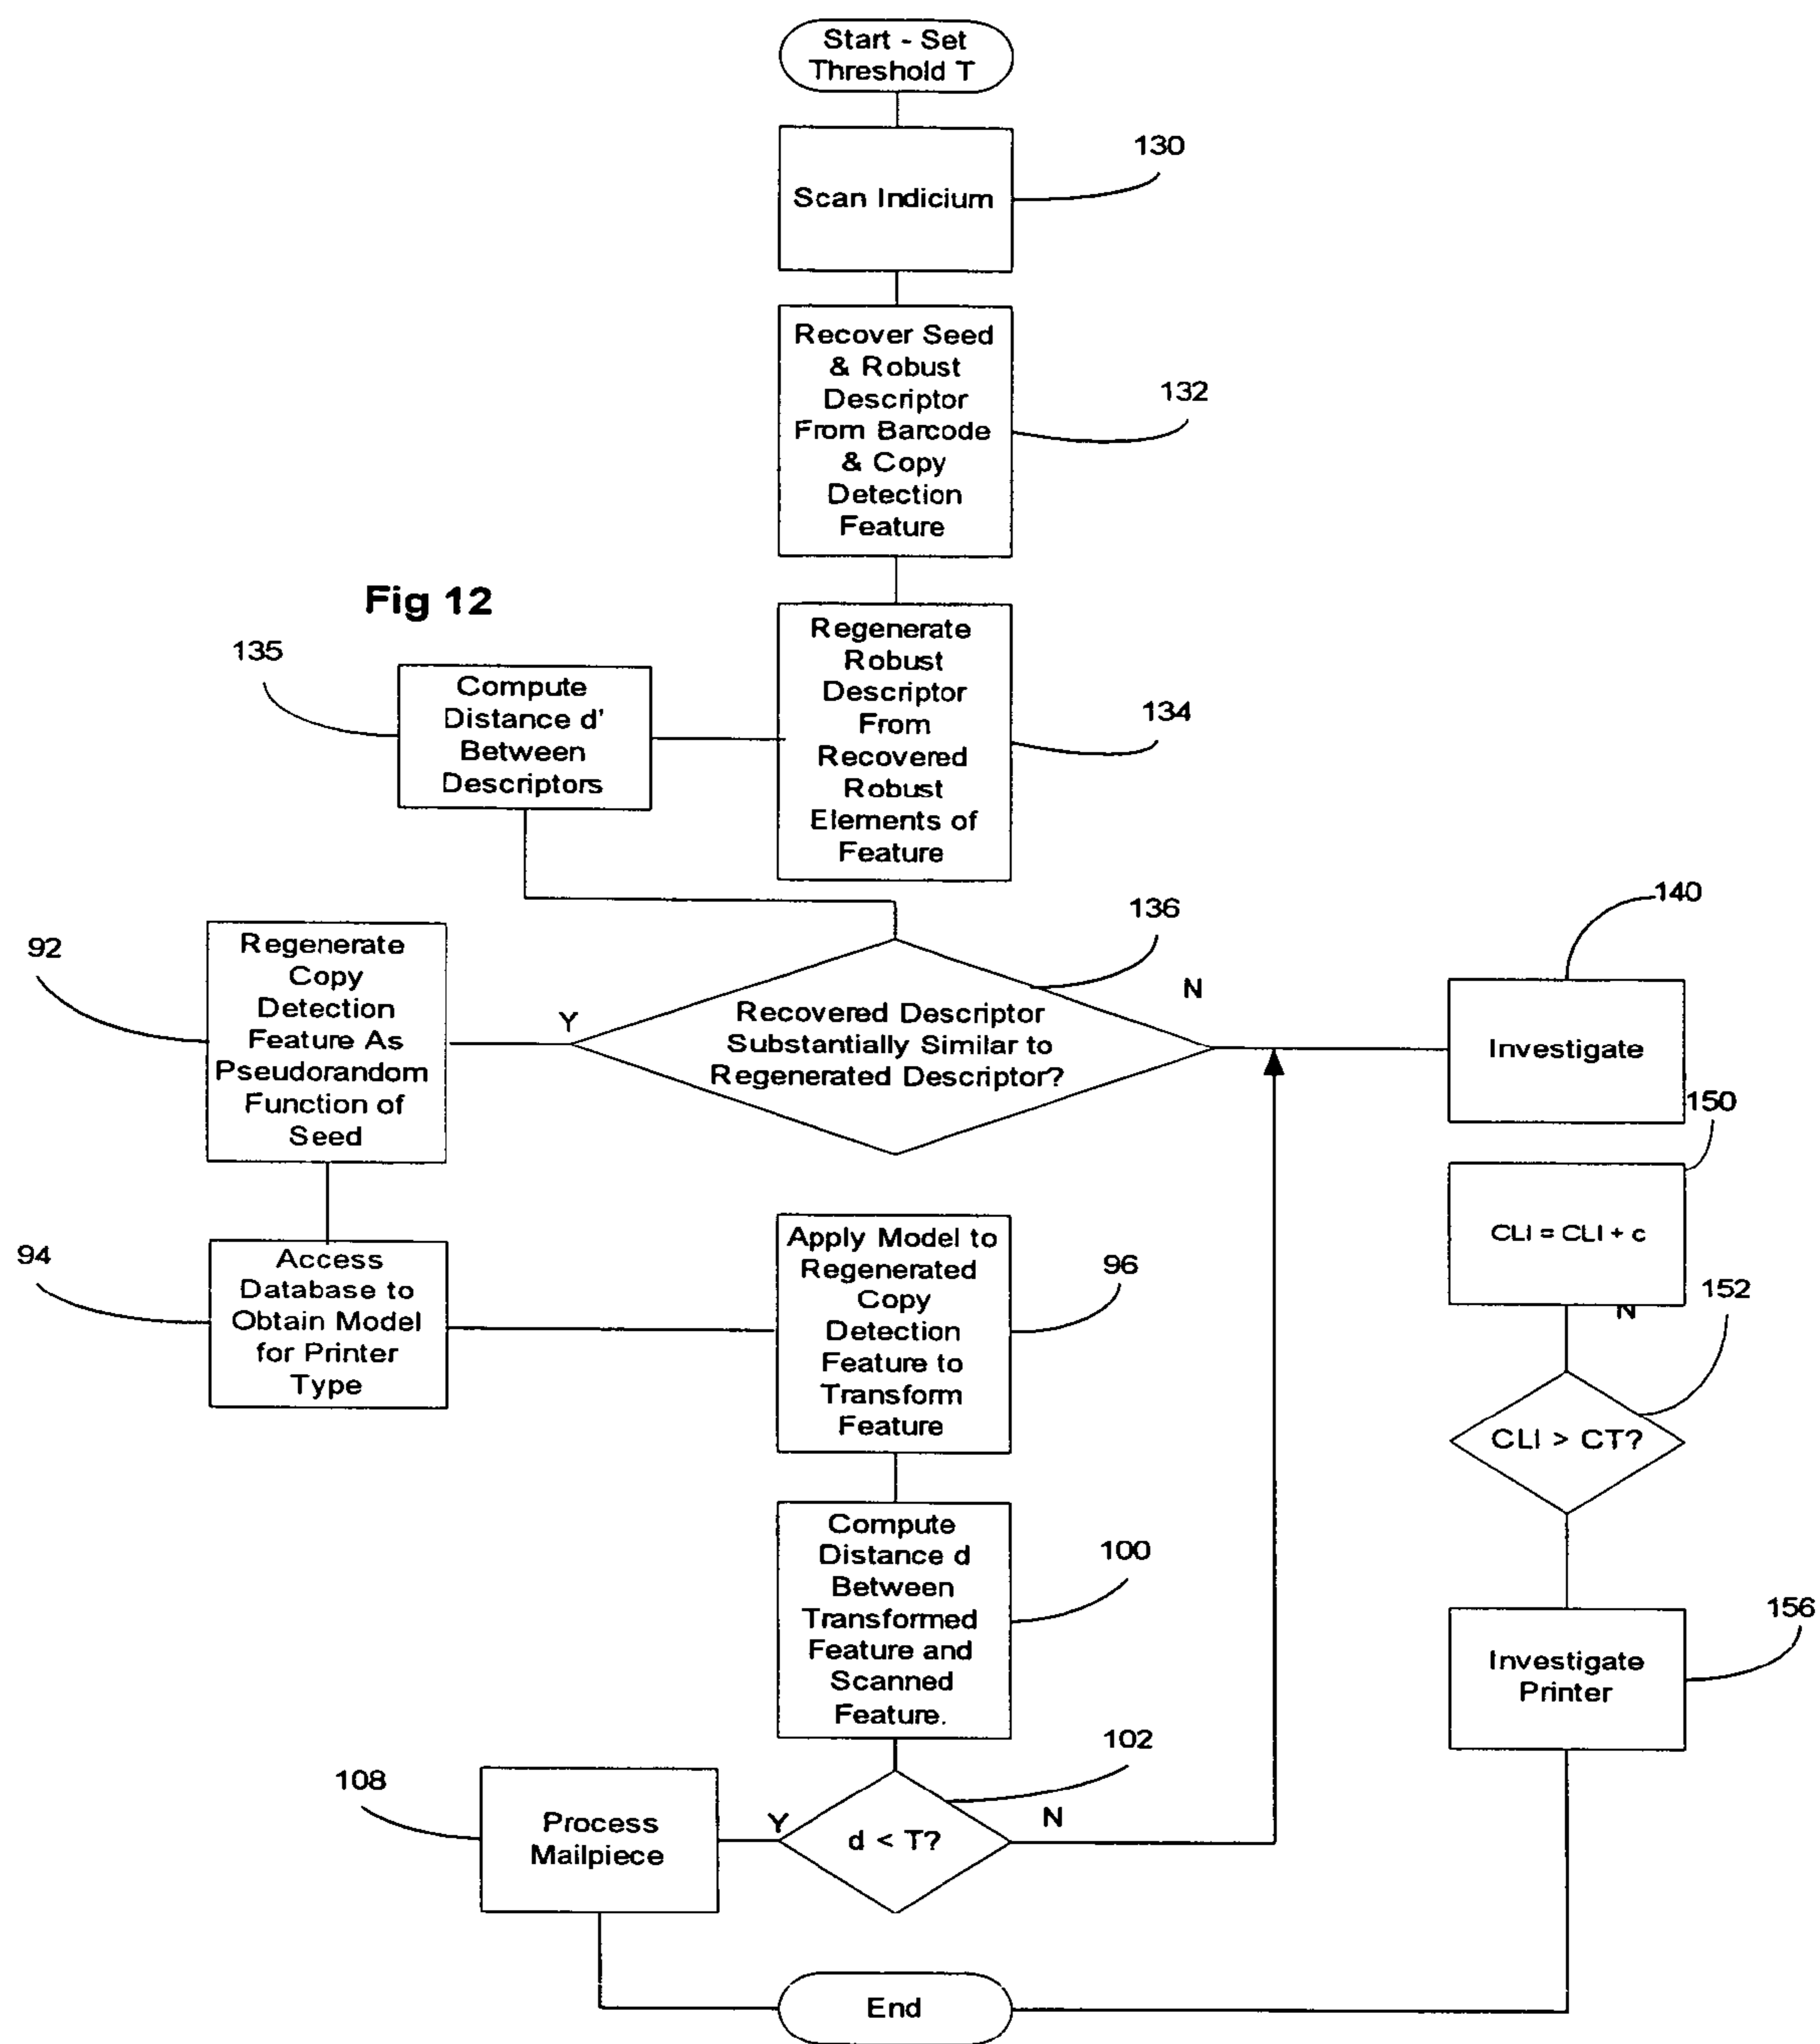 Start - Set
Threshold T
130
Scan Indicium
Recover Seed
& Robust
Descriptor
From Barcode
& Copy
Detection
Feature
132
Fig 12
135
Compute
Distance d'
Between
Descriptors
Regenerate
Robust
Descriptor
From
Recovered
Robust
Elements of
Feature
134
92
Regenerate
Copy
Detection
Feature As
Pseudorandom
Function of
Seed
Y
136
Recovered Descriptor
Substantially Similar to
Regenerated Descriptor?
N
140
Investigate
150
CLI = CLI + c
N
152
CLI > CT?
94
Access
Database to
Obtain Model
for Printer
Type
Apply Model to
Regenerated
Copy
Detection
Feature to
Transform
Feature
96
Compute
Distance d
Between
Transformed
Feature and
Scanned
Feature.
100
156
Investigate
Printer
102
d < T?
Y
N
108
Process
Mailpiece
End